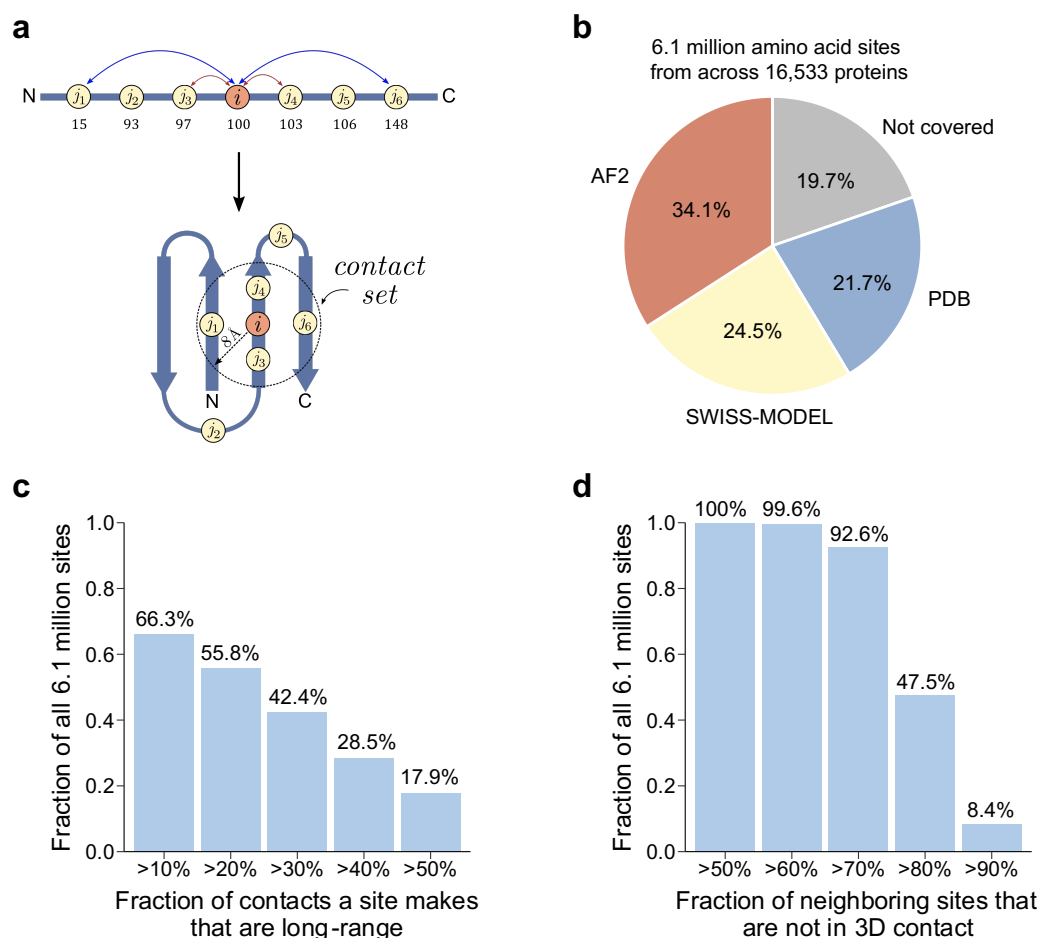 a
N j1 j2 j3 i j4 j5 j6 C
15 93 97 100 103 106 148
j5
contact
set
j4
j1 i j6
8Å
j3
N C
j2
b
6.1 million amino acid sites
from across 16,533 proteins
Not covered
AF2
19.7%
34.1%
21.7%
PDB
24.5%
SWISS-MODEL
c
Fraction of all 6.1 million sites
1.0
0.8
0.6
0.4
0.2
0.0
66.3%
55.8%
42.4%
28.5%
17.9%
>10% >20% >30% >40% >50%
Fraction of contacts a site makes
that are long-range
d
Fraction of all 6.1 million sites
1.0
0.8
0.6
0.4
0.2
0.0
100% 99.6%
92.6%
47.5%
8.4%
>50% >60% >70% >80% >90%
Fraction of neighboring sites that
are not in 3D contact